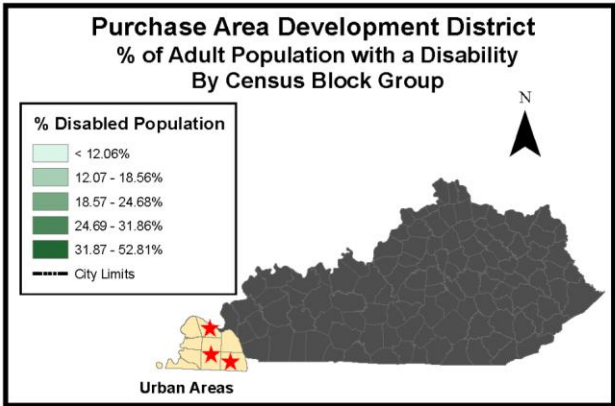 Purchase Area Development District
% of Adult Population with a Disability
By Census Block Group
N
% Disabled Population
< 12.06%
12.07 - 18.56%
18.57 - 24.68%
24.69 - 31.86%
31.87 - 52.81%
City Limits
Urban Areas